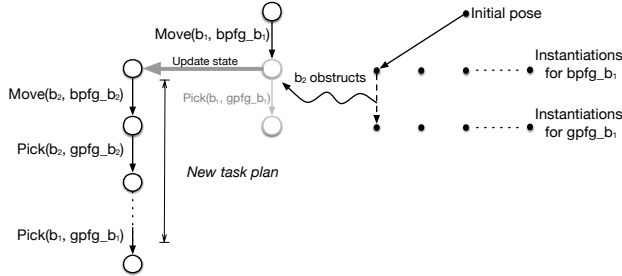 Initial pose
Move(b₁, bpfg_b₁)
Update state
b₂ obstructs
Instantiations
for bpfg_b₁
Move(b₂, bpfg_b₂)
Pick(b₁, gpfg_b₁)
Instantiations
for gpfg_b₁
Pick(b₂, gpfg_b₂)
New task plan
Pick(b₁, gpfg_b₁)